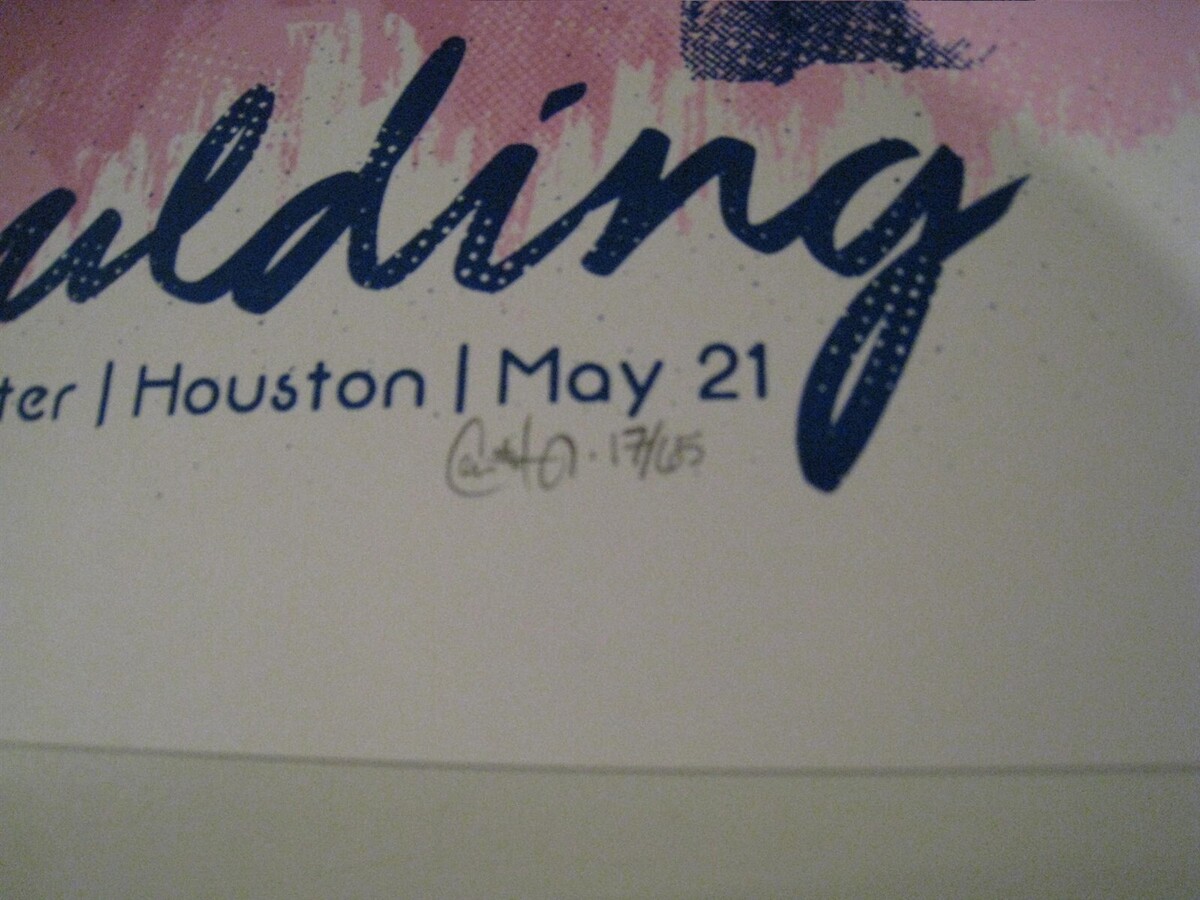 ulding
ter | Houston | May 21
17/65